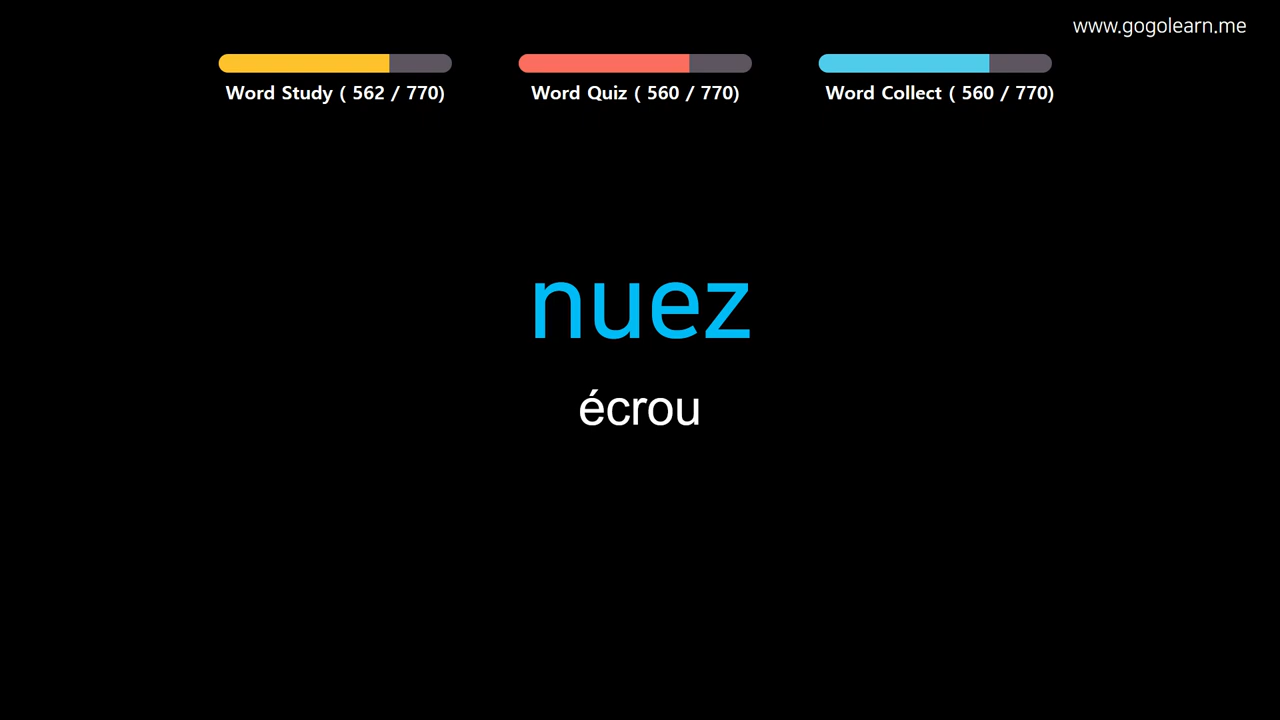 www.gogolearn.me
Word Study ( 562 / 770)
Word Quiz ( 560 / 770)
Word Collect ( 560 / 770)
nuez
écrou